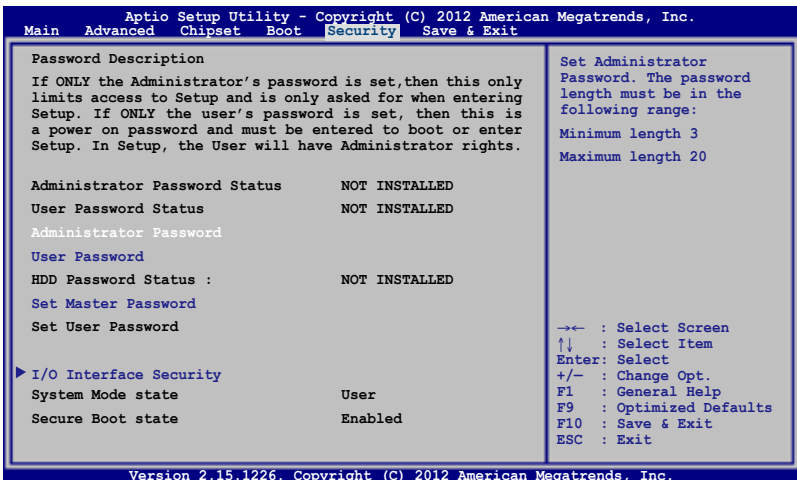 Aptio Setup Utility - Copyright (C) 2012 American Megatrends, Inc.
Main Advanced Chipset Boot Security Save & Exit
Password Description
If ONLY the Administrator's password is set,then this only
limits access to Setup and is only asked for when entering
Setup. If ONLY the user's password is set, then this is
a power on password and must be entered to boot or enter
Setup. In Setup, the User will have Administrator rights.
Administrator Password Status NOT INSTALLED
User Password Status NOT INSTALLED
Administrator Password
User Password
HDD Password Status : NOT INSTALLED
Set Master Password
Set User Password
I/O Interface Security
System Mode state User
Secure Boot state Enabled
Set Administrator
Password. The password
length must be in the
following range:
Minimum length 3
Maximum length 20
→← : Select Screen
↑↓ : Select Item
Enter: Select
+/— : Change Opt.
F1 : General Help
F9 : Optimized Defaults
F10 : Save & Exit
ESC : Exit
Version 2.15.1226. Copyright (C) 2012 American Megatrends, Inc.